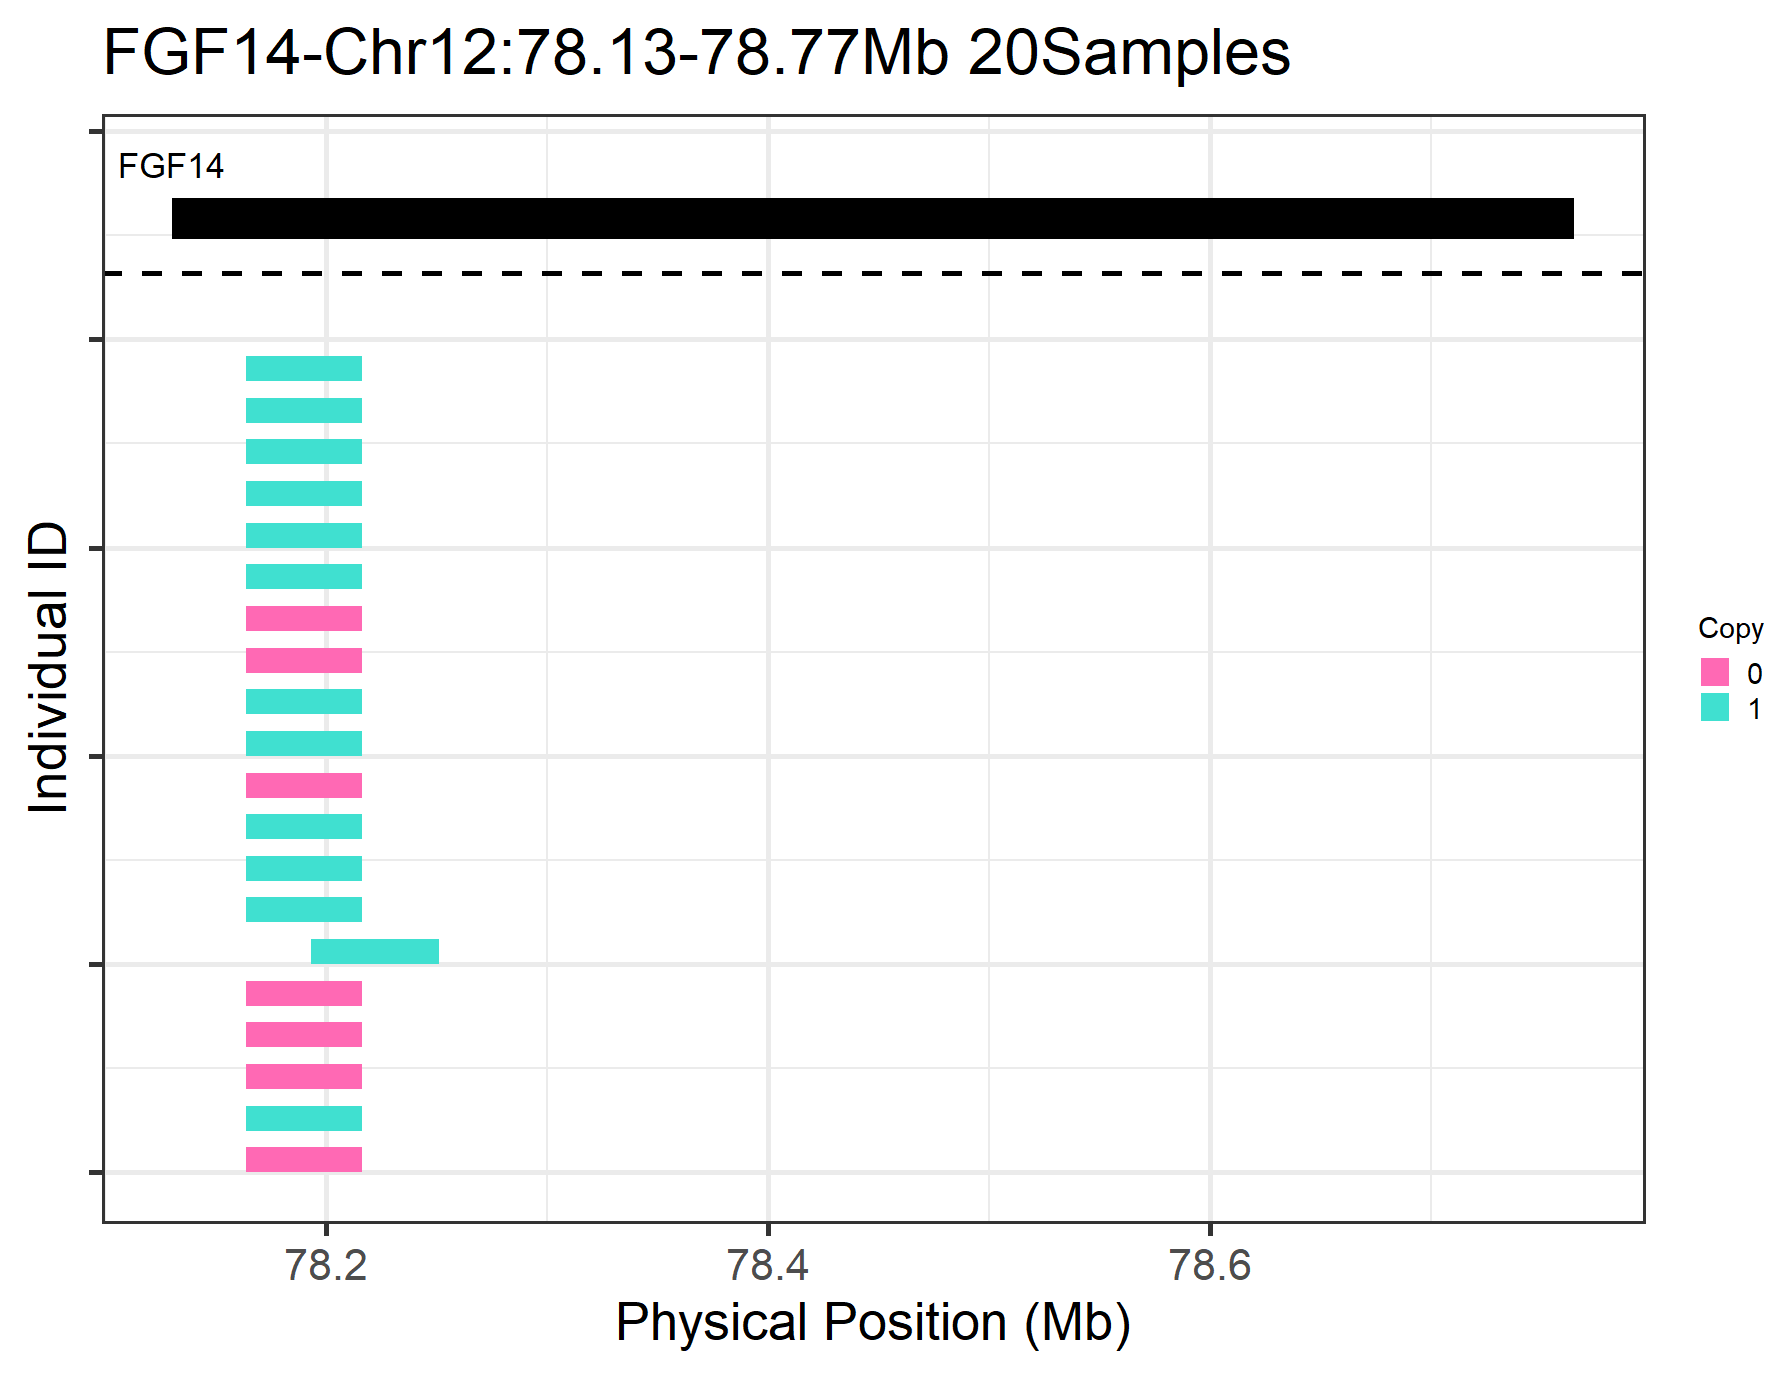 FGF14-Chr12:78.13-78.77Mb 20Samples
FGF14
Individual ID
Copy
0
1
78.2 78.4 78.6
Physical Position (Mb)